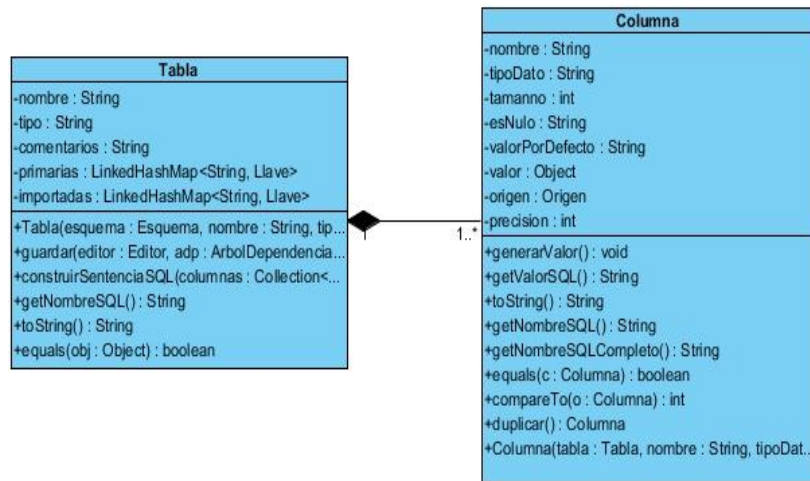 Tabla
-nombre : String
-tipo : String
-comentarios : String
-primarias : LinkedHashMap<String, Llave>
-importadas : LinkedHashMap<String, Llave>
+Tabla(esquema : Esquema, nombre : String, tip...
+guardar(editor : Editor, adp : ArbolDependencia...
+construirSentenciaSQL(columnas : Collection<...
+getNombreSQL() : String
+toString() : String
+equals(obj : Object) : boolean
1
1..*
Columna
-nombre : String
-tipoDato : String
-tamanno : int
-esNulo : String
-valorPorDefecto : String
-valor : Object
-origen : Origen
-precision : int
+generarValor() : void
+getValorSQL() : String
+toString() : String
+getNombreSQL() : String
+getNombreSQLCompleto() : String
+equals(c : Columna) : boolean
+compareTo(o : Columna) : int
+duplicar() : Columna
+Columna(tabla : Tabla, nombre : String, tipoDat...